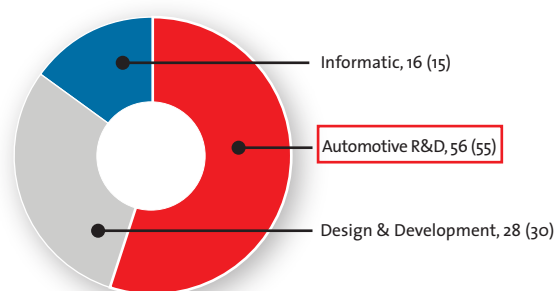 Informatic, 16 (15)
Automotive R&D, 56 (55)
Design & Development, 28 (30)